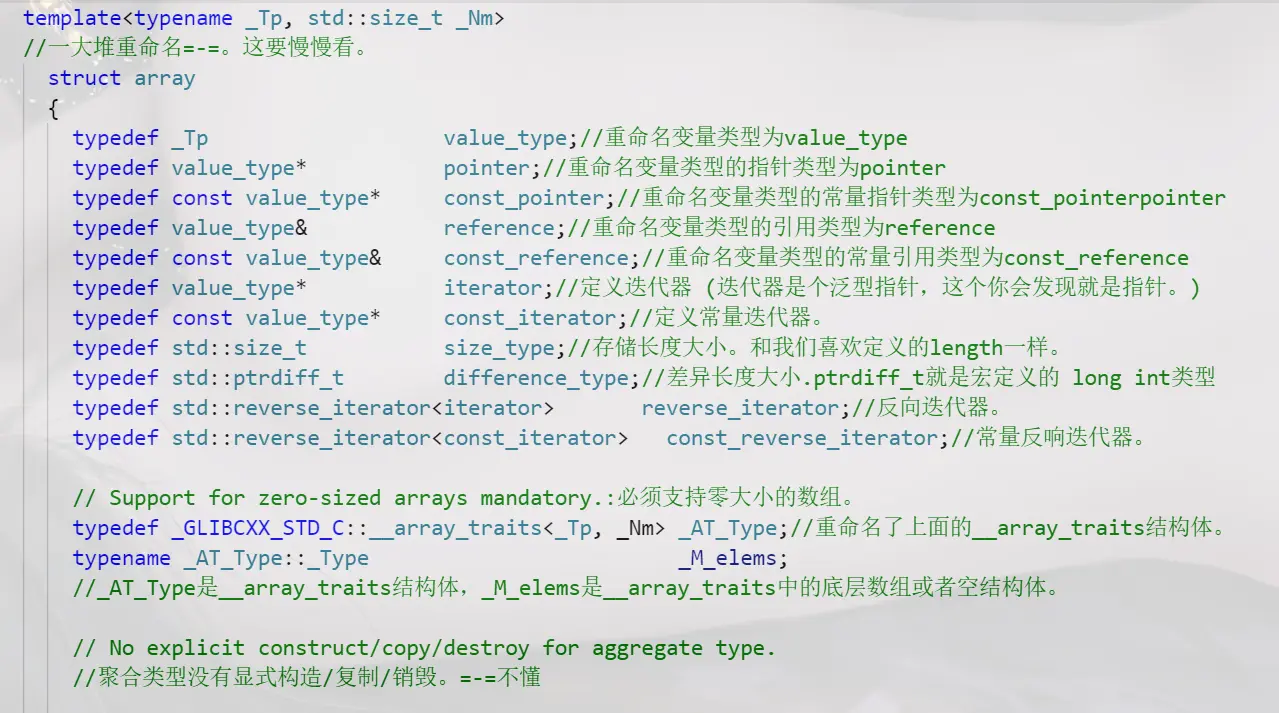 template<typename _Tp, std::size_t _Nm>
//一大堆重命名=-=。这要慢慢看。
struct array
{
typedef _Tp value_type;//重命名变量类型为value_type
typedef value_type* pointer;//重命名变量类型的指针类型为pointer
typedef const value_type* const_pointer;//重命名变量类型的常量指针类型为const_pointerpointer
typedef value_type& reference;//重命名变量类型的引用类型为reference
typedef const value_type& const_reference;//重命名变量类型的常量引用类型为const_reference
typedef value_type* iterator;//定义迭代器 (迭代器是个泛型指针，这个你会发现就是指针。)
typedef const value_type* const_iterator;//定义常量迭代器。
typedef std::size_t size_type;//存储长度大小。和我们喜欢定义的length一样。
typedef std::ptrdiff_t difference_type;//差异长度大小.ptrdiff_t就是宏定义的 long int类型
typedef std::reverse_iterator<iterator> reverse_iterator;//反向迭代器。
typedef std::reverse_iterator<const_iterator> const_reverse_iterator;//常量反响迭代器。
// Support for zero-sized arrays mandatory.:必须支持零大小的数组。
typedef _GLIBCXX_STD_C::__array_traits<_Tp, _Nm> _AT_Type;//重命名了上面的__array_traits结构体。
typename _AT_Type::_Type _M_elems;
//_AT_Type是__array_traits结构体，_M_elems是__array_traits中的底层数组或者空结构体。
// No explicit construct/copy/destroy for aggregate type.
//聚合类型没有显式构造/复制/销毁。=-=不懂